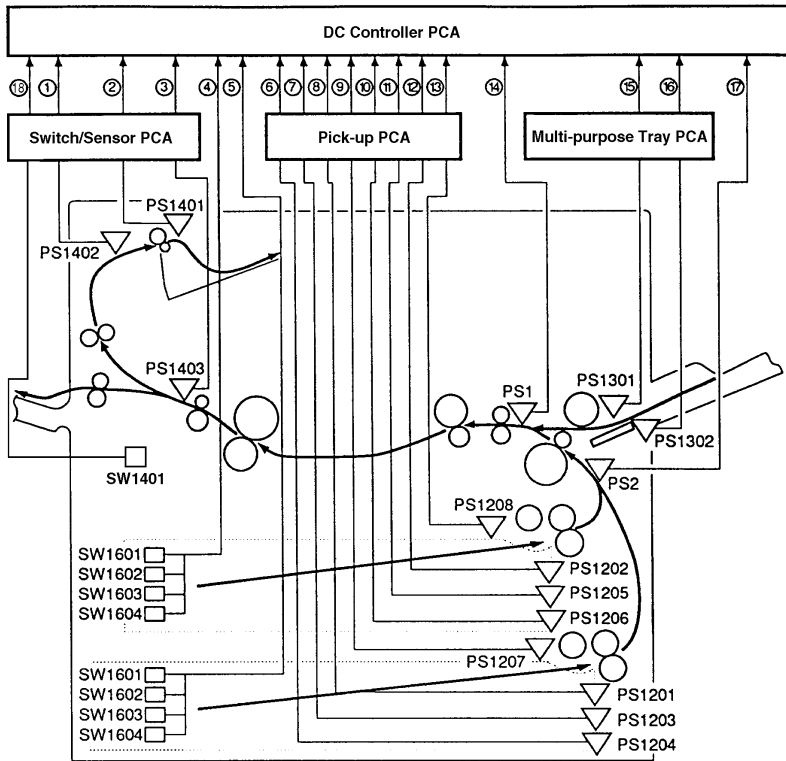 DC Controller PCA
⑱ ① ② ③ ④ ⑤ ⑥ ⑦ ⑧ ⑨ ⑩ ⑪ ⑫ ⑬ ⑭ ⑮ ⑯ ⑰
Switch/Sensor PCA Pick-up PCA Multi-purpose Tray PCA
PS1401
PS1402
PS1403
PS1
PS1301
PS1302
SW1401
PS2
PS1208
SW1601
SW1602
SW1603
SW1604
PS1202
PS1205
PS1206
PS1207
SW1601
SW1602
SW1603
SW1604
PS1201
PS1203
PS1204